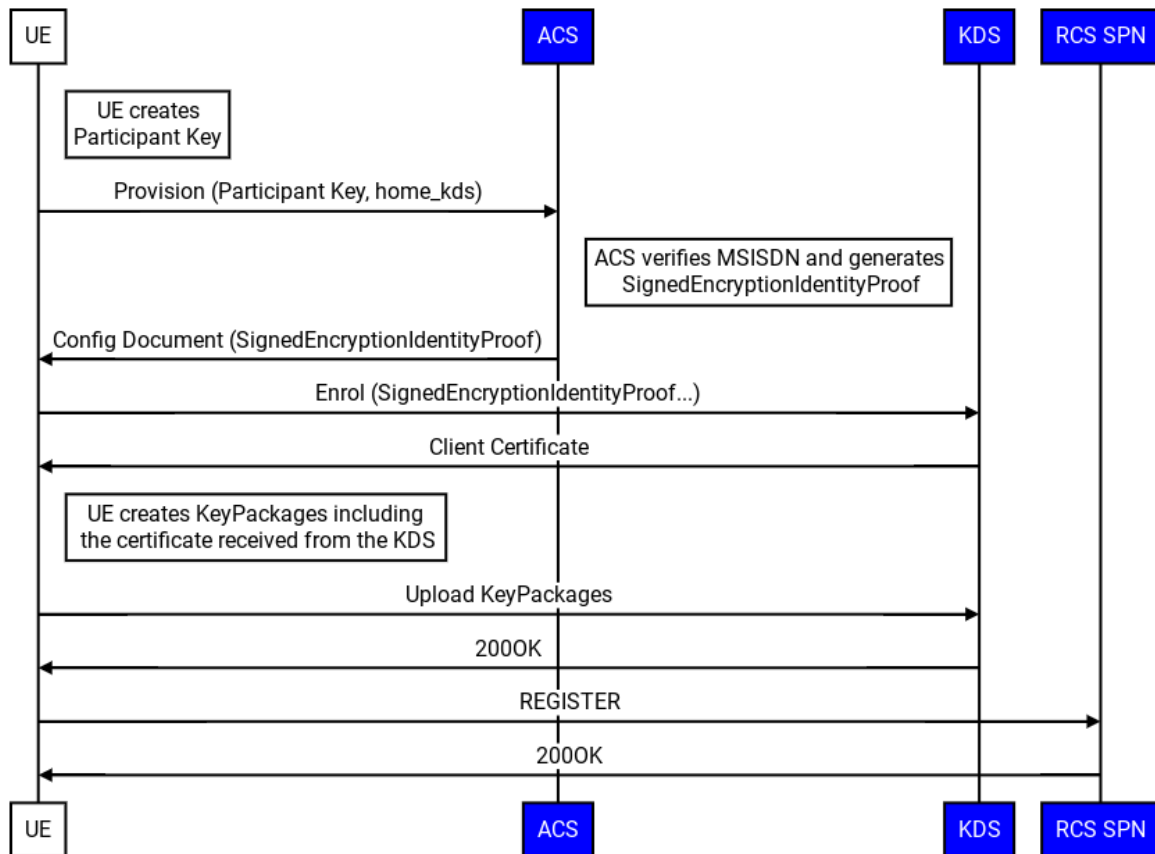 UE
ACS
KDS
RCS SPN
UE creates
Participant Key
Provision (Participant Key, home_kds)
ACS verifies MSISDN and generates
SignedEncryptionIdentityProof
Config Document (SignedEncryptionIdentityProof)
Enrol (SignedEncryptionIdentityProof...)
Client Certificate
UE creates KeyPackages including
the certificate received from the KDS
Upload KeyPackages
200OK
REGISTER
200OK
UE
ACS
KDS
RCS SPN